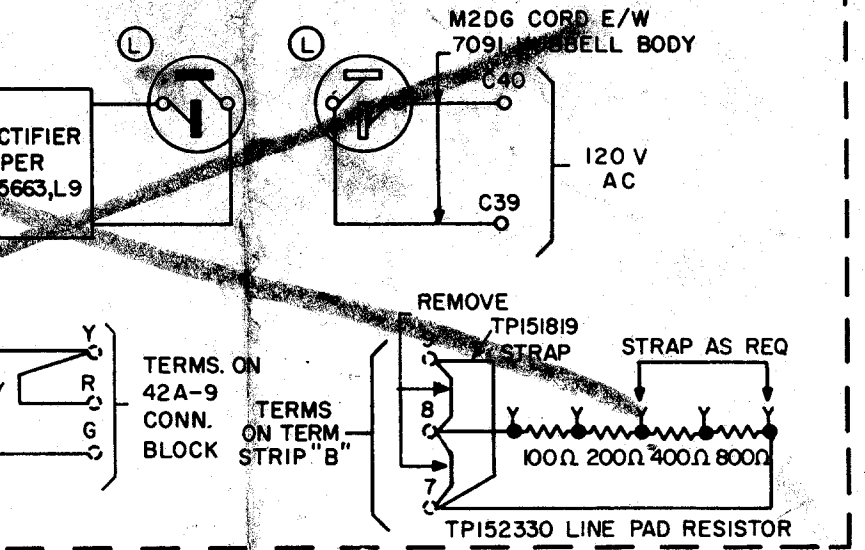 L
L
M2DG CORD E/W
7091 HUBBELL BODY
C40
120 V
AC
C39
CTIFIER
PER
5663,L9
REMOVE
TP151819
STRAP
STRAP AS REQ
Y
R
G
TERMS. ON
42A-9
CONN.
BLOCK
TERMS
ON TERM
STRIP "B"
8
7
Y Y Y Y Y
100Ω 200Ω 400Ω 800Ω
TP152330 LINE PAD RESISTOR